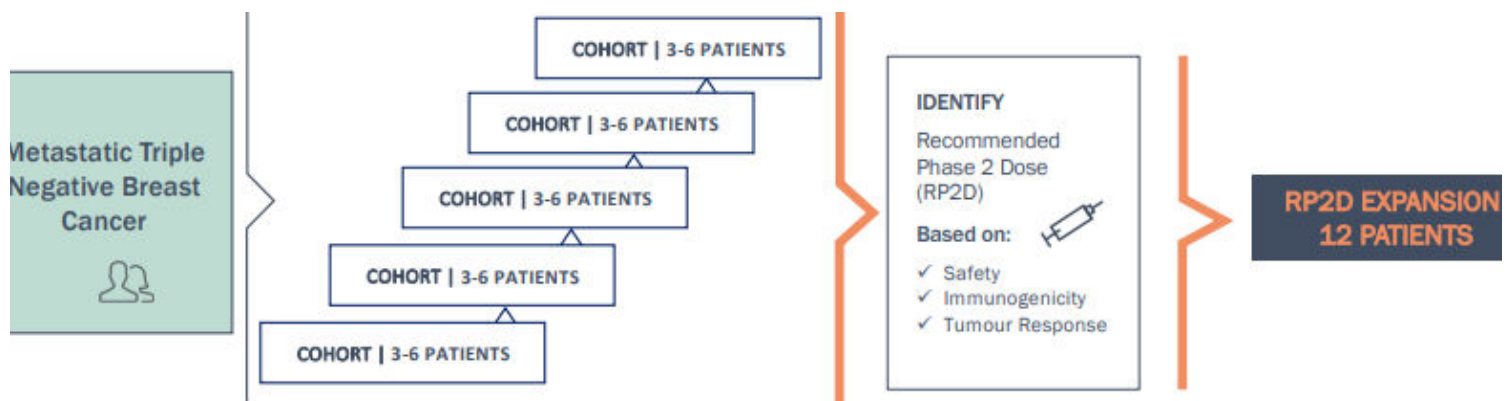 Metastatic Triple
Negative Breast
Cancer
COHORT | 3-6 PATIENTS
COHORT | 3-6 PATIENTS
COHORT | 3-6 PATIENTS
COHORT | 3-6 PATIENTS
COHORT | 3-6 PATIENTS
IDENTIFY
Recommended
Phase 2 Dose
(RP2D)
Based on:
✓ Safety
✓ Immunogenicity
✓ Tumour Response
RP2D EXPANSION
12 PATIENTS